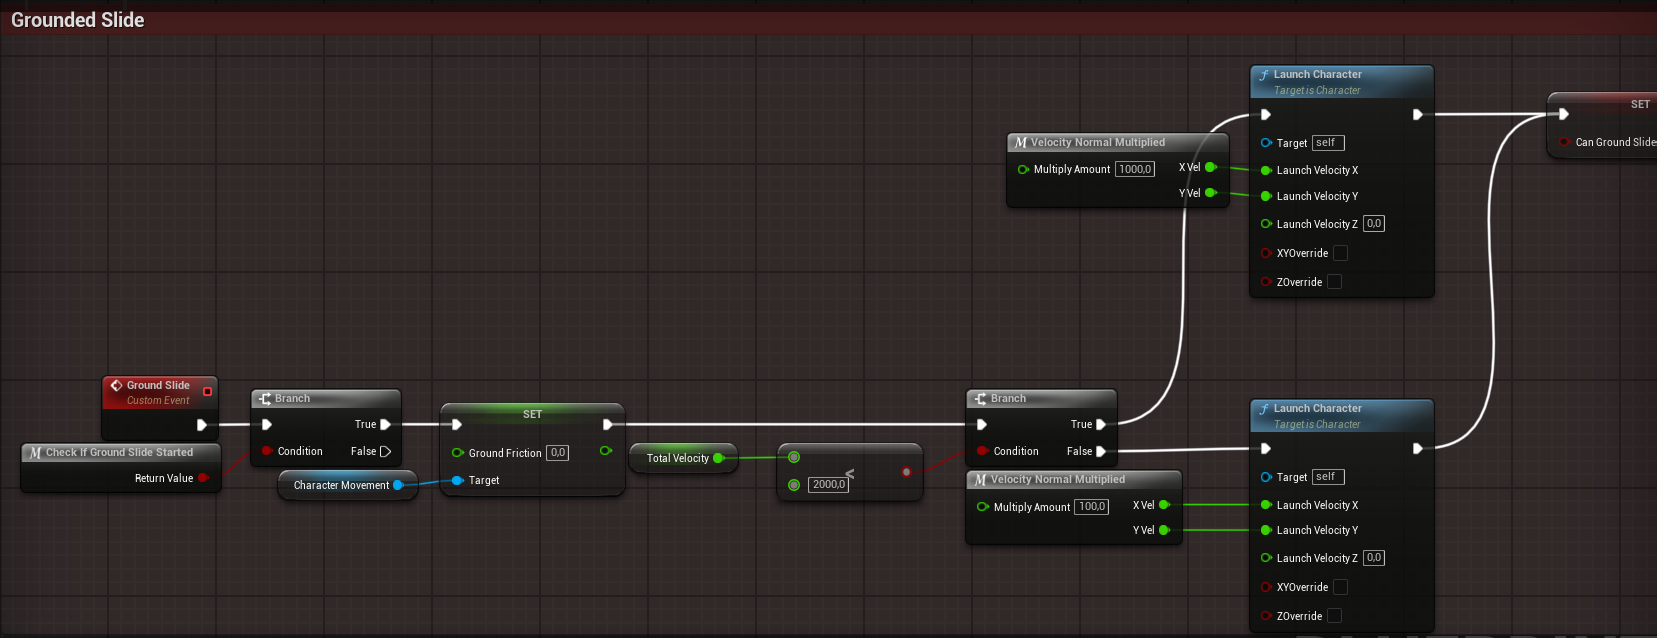 Grounded Slide
Launch Character
Target is Character
Target self
Launch Velocity X
Launch Velocity Y
Launch Velocity Z 0,0
XYOverride
ZOverride
SET
Can Ground Slide
M Velocity Normal Multiplied
Multiply Amount 1000,0
X Vel
Y Vel
Ground Slide
Custom Event
M Check If Ground Slide Started
Return Value
Branch
True
Condition
False
Character Movement
SET
Ground Friction 0,0
Target
Total Velocity
<
2000,0
Branch
True
Condition
False
M Velocity Normal Multiplied
Multiply Amount 100,0
X Vel
Y Vel
Launch Character
Target is Character
Target self
Launch Velocity X
Launch Velocity Y
Launch Velocity Z 0,0
XYOverride
ZOverride